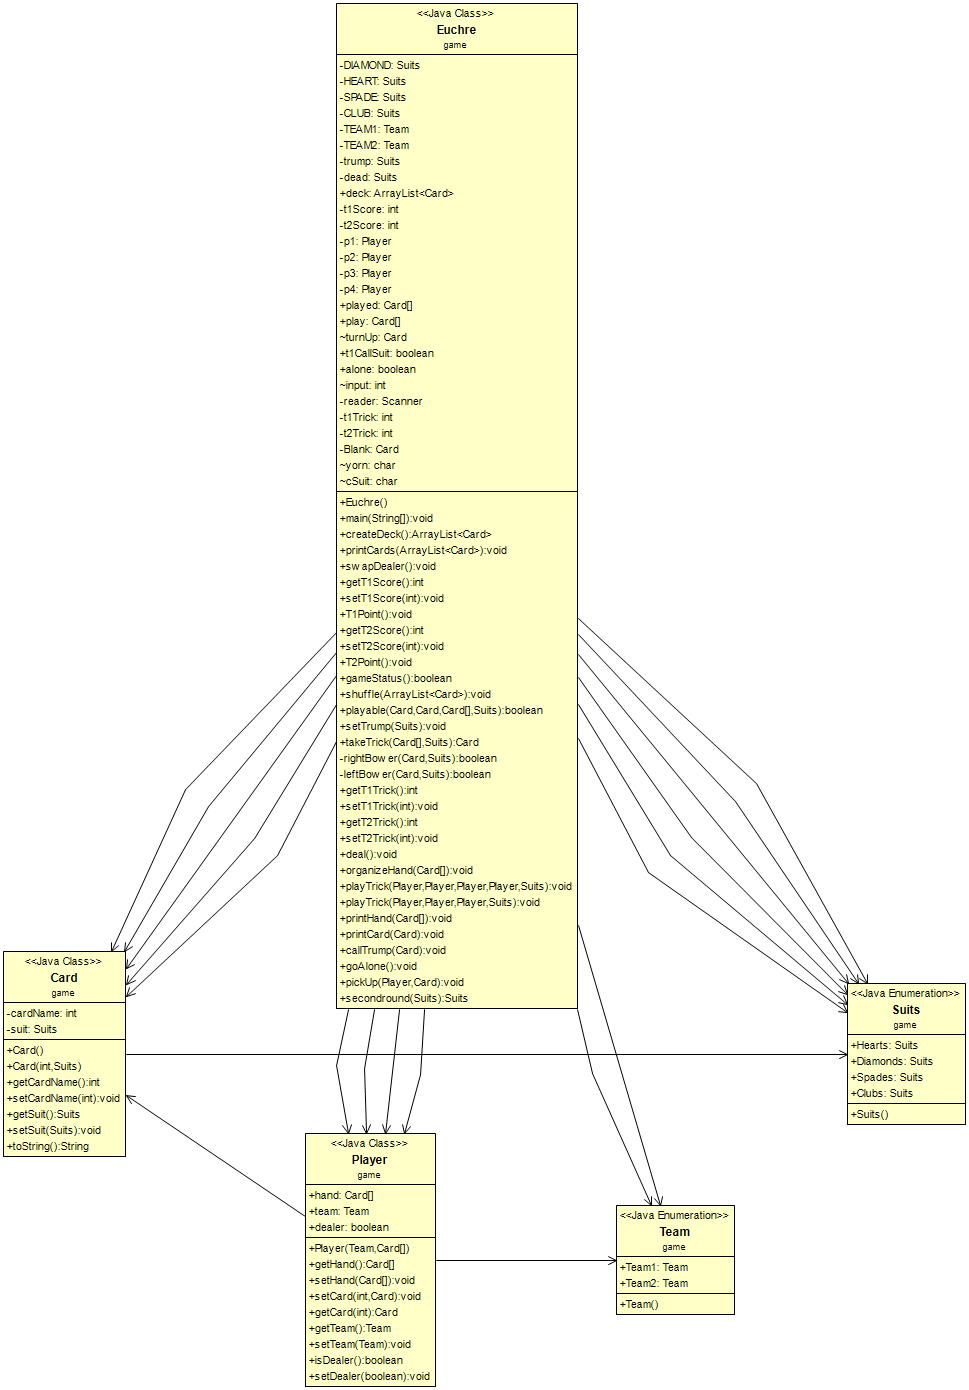 <<Java Class>>
Euchre
game
-DIAMOND: Suits
-HEART: Suits
-SPADE: Suits
-CLUB: Suits
-TEAM1: Team
-TEAM2: Team
-trump: Suits
-dead: Suits
+deck: ArrayList<Card>
-t1Score: int
-t2Score: int
-p1: Player
-p2: Player
-p3: Player
-p4: Player
+played: Card[]
+play: Card[]
~turnUp: Card
+t1CallSuit: boolean
+alone: boolean
~input: int
-reader: Scanner
-t1Trick: int
-t2Trick: int
-Blank: Card
~yorn: char
~cSuit: char
+Euchre()
+main(String[]):void
+createDeck():ArrayList<Card>
+printCards(ArrayList<Card>):void
+swapDealer():void
+getT1Score():int
+setT1Score(int):void
+T1Point():void
+getT2Score():int
+setT2Score(int):void
+T2Point():void
+gameStatus():boolean
+shuffle(ArrayList<Card>):void
+playable(Card,Card,Card[],Suits):boolean
+setTrump(Suits):void
+takeTrick(Card[],Suits):Card
-rightBower(Card,Suits):boolean
-leftBower(Card,Suits):boolean
+getT1Trick():int
+setT1Trick(int):void
+getT2Trick():int
+setT2Trick(int):void
+deal():void
+organizeHand(Card[]):void
+playTrick(Player,Player,Player,Player,Suits):void
+playTrick(Player,Player,Player,Suits):void
+printHand(Card[]):void
+printCard(Card):void
+callTrump(Card):void
+goAlone():void
+pickUp(Player,Card):void
+secondround(Suits):Suits
<<Java Class>>
Card
game
-cardName: int
-suit: Suits
+Card()
+Card(int,Suits)
+getCardName():int
+setCardName(int):void
+getSuit():Suits
+setSuit(Suits):void
+toString():String
<<Java Enumeration>>
Suits
game
+Hearts: Suits
+Diamonds: Suits
+Spades: Suits
+Clubs: Suits
+Suits()
<<Java Class>>
Player
game
+hand: Card[]
+team: Team
+dealer: boolean
+Player(Team,Card[])
+getHand():Card[]
+setHand(Card[]):void
+setCard(int,Card):void
+getCard(int):Card
+getTeam():Team
+setTeam(Team):void
+isDealer():boolean
+setDealer(boolean):void
<<Java Enumeration>>
Team
game
+Team1: Team
+Team2: Team
+Team()